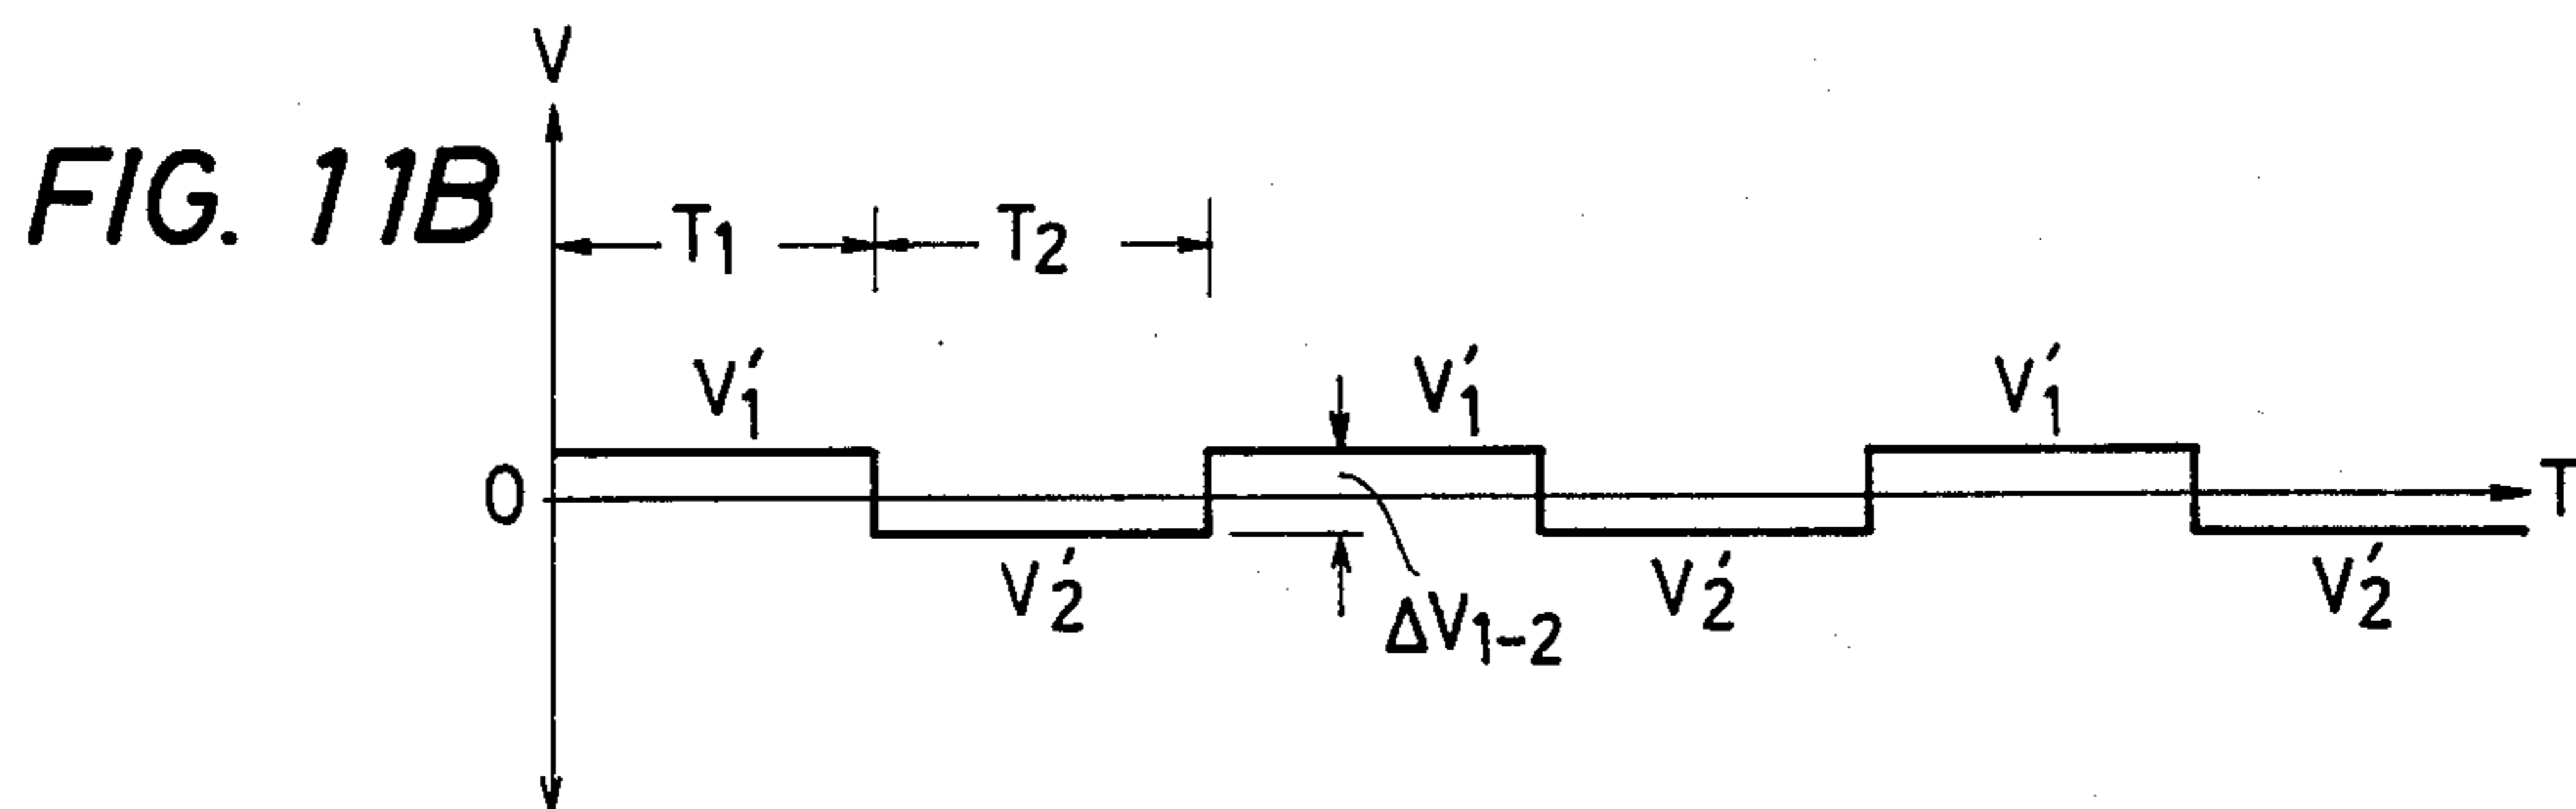 V
FIG. 11B
T₁ T₂
V₁′ V₁′ V₁′
0 T
V₂′ V₂′ V₂′
ΔV₁₋₂